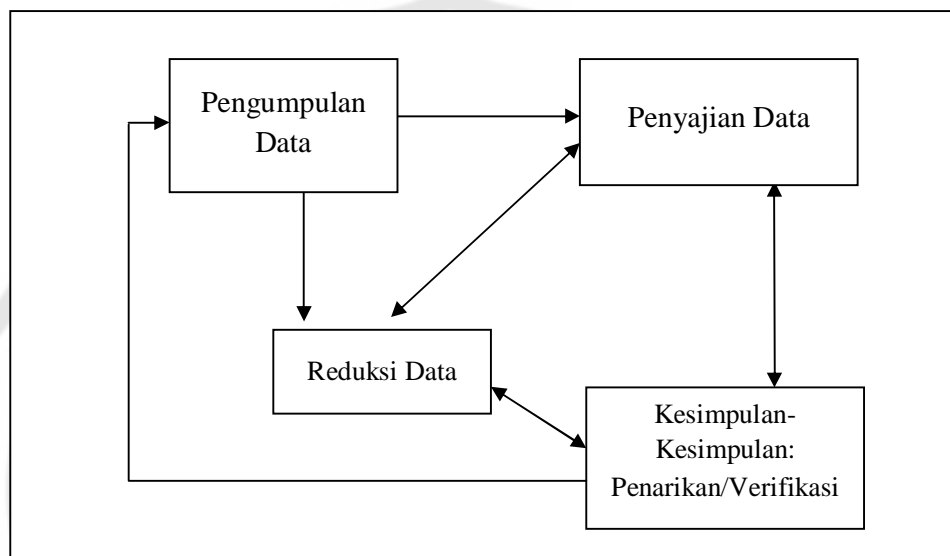 Pengumpulan
Data
Penyajian Data
Reduksi Data
Kesimpulan-
Kesimpulan:
Penarikan/Verifikasi